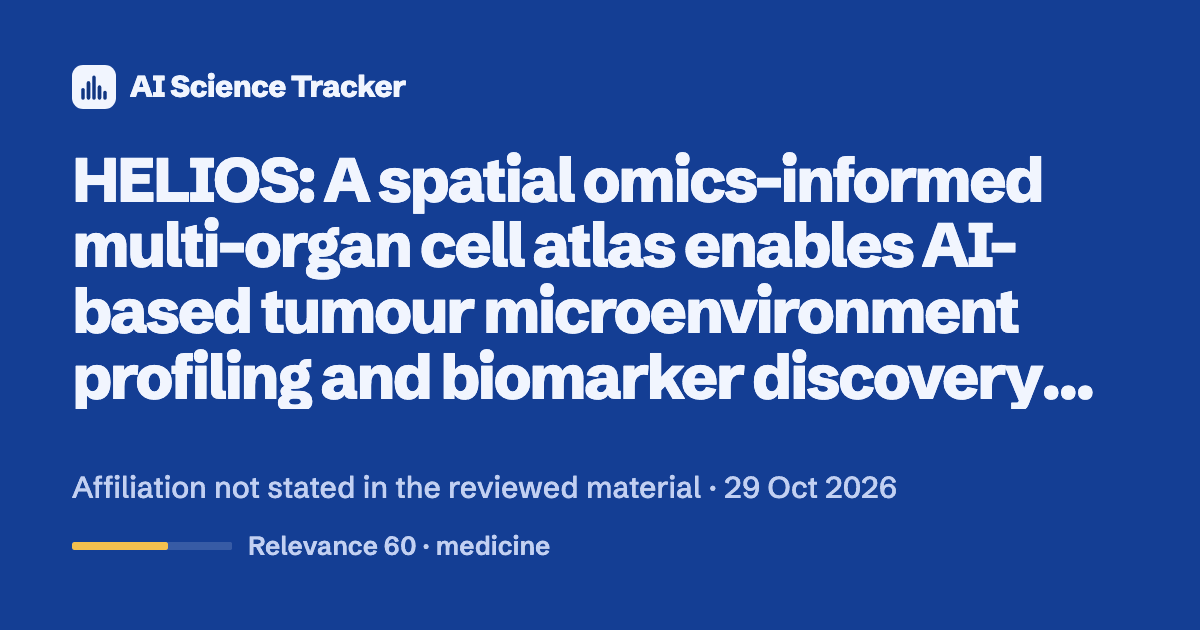 AI Science Tracker
HELIOS: A spatial omics-informed
multi-organ cell atlas enables AI-
based tumour microenvironment
profiling and biomarker discovery...
Affiliation not stated in the reviewed material · 29 Oct 2026
Relevance 60 · medicine